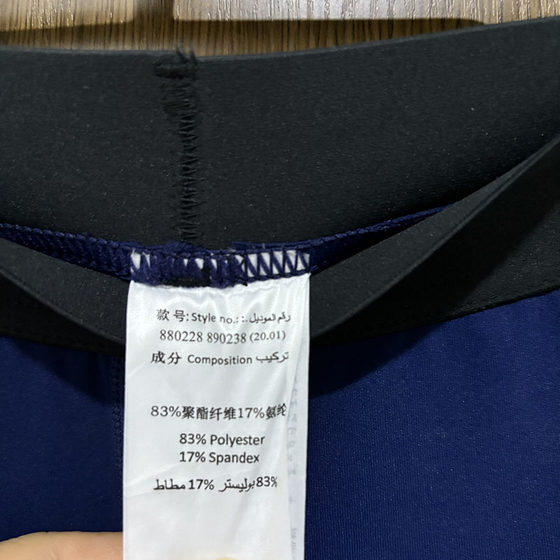 款 号: Style no.: :. رقم الموديل
880228 890238 (20.01)
成分 Composition تركيب
83%聚酯纤维17%氨纶
83% Polyester
17% Spandex
83%بوليستر 17% مطاط